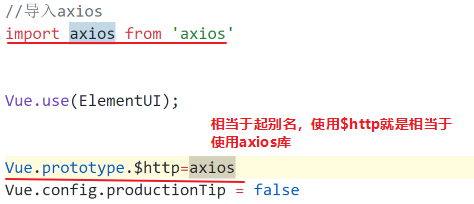 //导入axios
import axios from 'axios'
Vue.use(ElementUI);
相当于起别名，使用$http就是相当于
使用axios库
Vue.prototype.$http=axios
Vue.config.productionTip = false